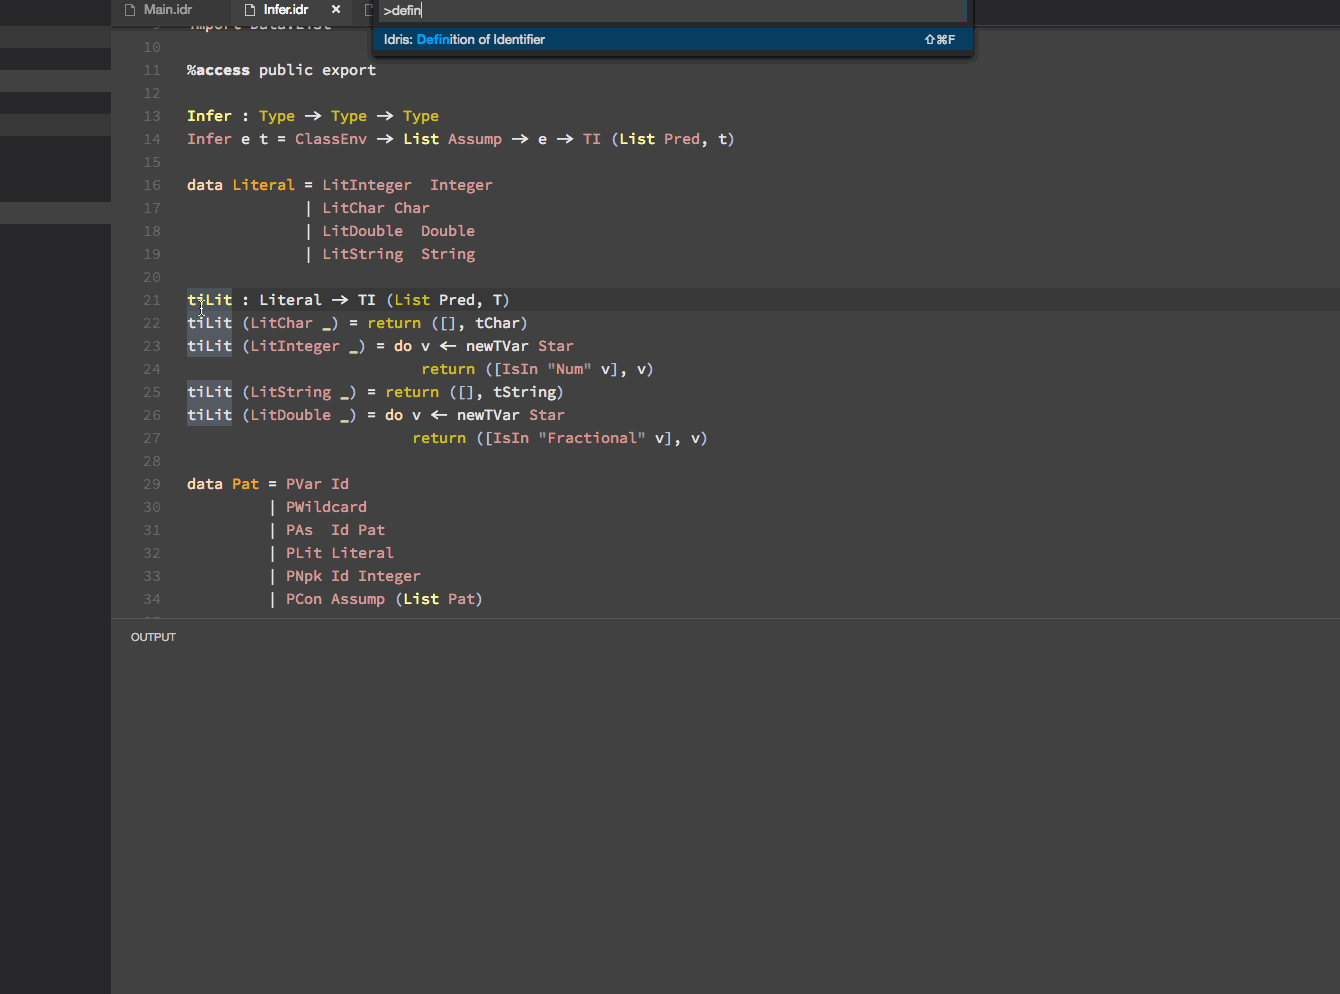 Main.idr Infer.idr >defin
Idris: Definition of Identifier ⇧⌘F
9 import Data.List
10
11 %access public export
12
13 Infer : Type → Type → Type
14 Infer e t = ClassEnv → List Assump → e → TI (List Pred, t)
15
16 data Literal = LitInteger  Integer
17              | LitChar Char
18              | LitDouble  Double
19              | LitString  String
20
21 tiLit : Literal → TI (List Pred, T)
22 tiLit (LitChar _) = return ([], tChar)
23 tiLit (LitInteger _) = do v ← newTVar Star
24                           return ([IsIn "Num" v], v)
25 tiLit (LitString _) = return ([], tString)
26 tiLit (LitDouble _) = do v ← newTVar Star
27                          return ([IsIn "Fractional" v], v)
28
29 data Pat = PVar Id
30          | PWildcard
31          | PAs  Id Pat
32          | PLit Literal
33          | PNpk Id Integer
34          | PCon Assump (List Pat)
OUTPUT